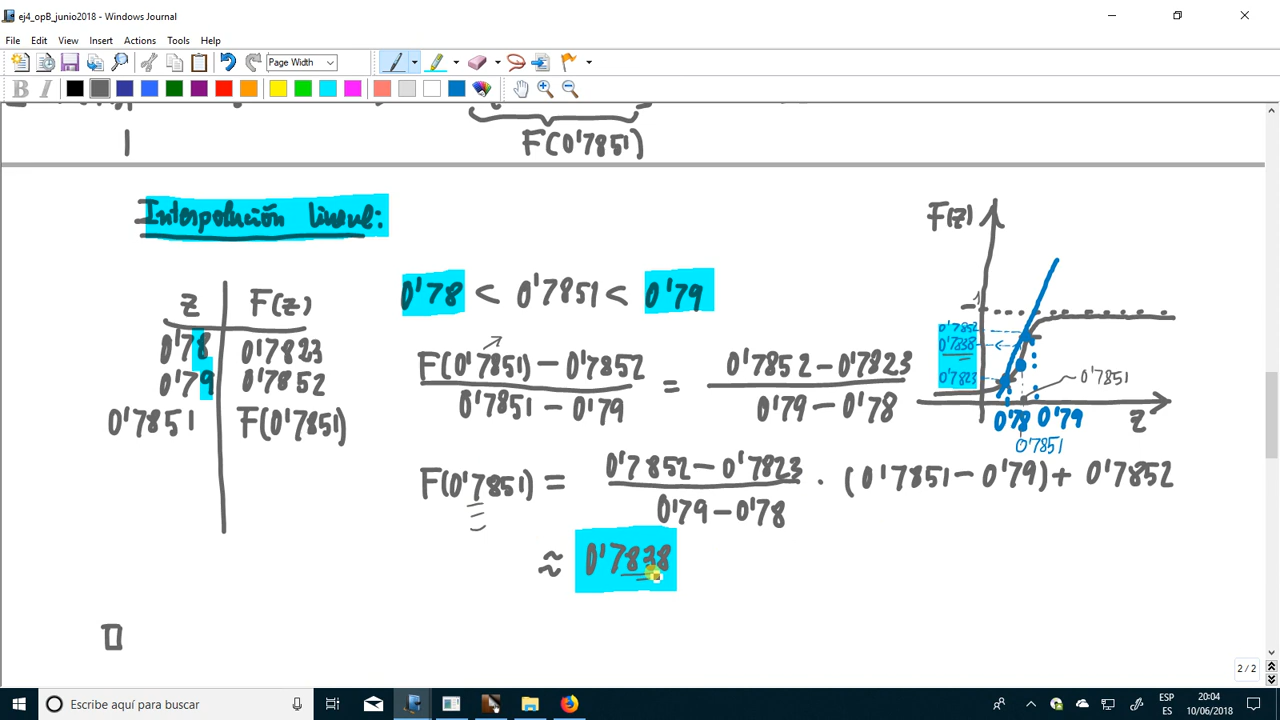 ej4_opB_junio2018 - Windows Journal
File Edit View Insert Actions Tools Help
Page Width
B I
1
F(0'7851)
Interpolución lineal:
z F(z)
0'78 0'7823
0'79 0'7852
0'7851 F(0'7851)
0'78 < 0'7851 < 0'79
F(0'7851) - 0'7852 = 0'7852 - 0'7823
0'7851 - 0'79 0'79 - 0'78
F(0'7851) = 0'7852 - 0'7823 · (0'7851 - 0'79) + 0'7852
0'79 - 0'78
≈ 0'7838
F(z)
1
0'7852
0'7838
0'7823
0'7851
0'78 0'79 z
0'7851
2/2
Escribe aquí para buscar
ESP 20:04
ES 10/06/2018